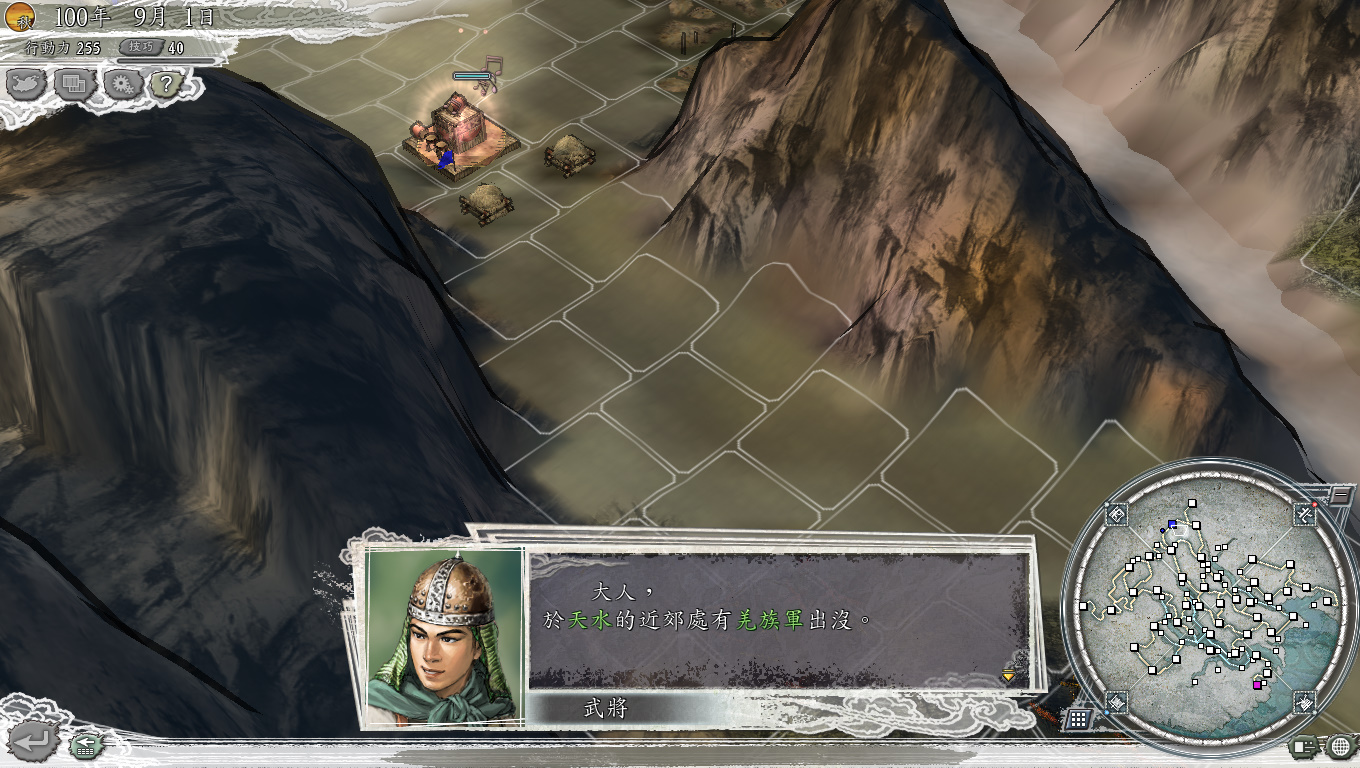 秋
100年 9月 1日
行動力 255 技巧 40
?
大人，
於天水的近郊處有羌族軍出沒。
武將